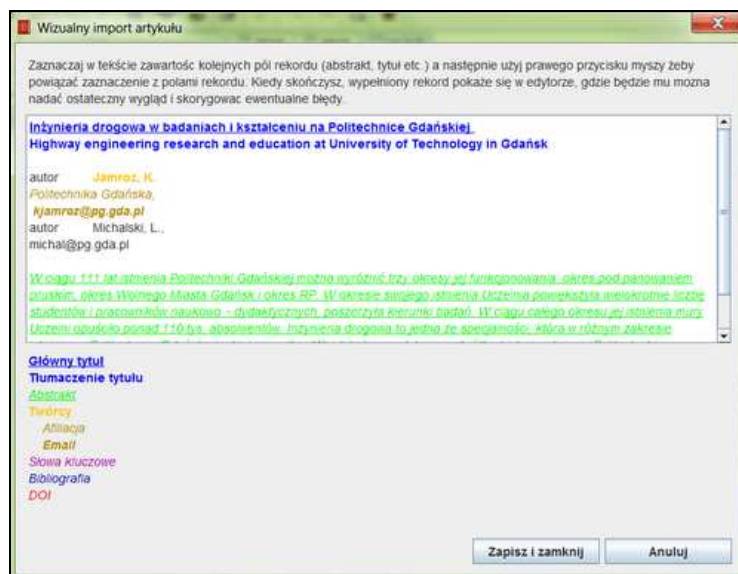 Wizualny import artykułu
Zaznaczaj w tekście zawartośc kolejnych pól rekordu (abstrakt, tytuł etc.) a następnie użyj prawego przycisku myszy żeby
powiązać zaznaczenie z polami rekordu. Kiedy skończysz, wypełniony rekord pokaże się w edytorze, gdzie będzie mu można
nadać ostateczny wygląd i skorygowac ewentualne błędy.
Inżynieria drogowa w badaniach i kształceniu na Politechnice Gdańskiej
Highway engineering research and education at University of Technology in Gdańsk
autor Jamroz, K.
Politechnika Gdańska,
kjamroz@pg.gda.pl
autor Michalski, L.,
michal@pg.gda.pl
W ciągu 111 lat istnienia Politechniki Gdańskiej można wyróżnić trzy okresy jej funkcjonowania: okres pod panowaniem
pruskim, okres Wolnego Miasta Gdańsk i okres RP. W okresie swojego istnienia Uczelnia powiększyła wielokrotnie liczbę
studentów i pracowników naukowo - dydaktycznych, poszerzyła kierunki badań. W ciągu całego okresu jej istnienia mury
Uczelni opuściło ponad 110 tys. absolwentów. Inżynieria drogowa to jedna ze specjalności, która w różnym zakresie
Główny tytuł
Tłumaczenie tytułu
Abstrakt
Twórcy
Afiliacja
Email
Słowa kluczowe
Bibliografia
DOI
Zapisz i zamknij Anuluj